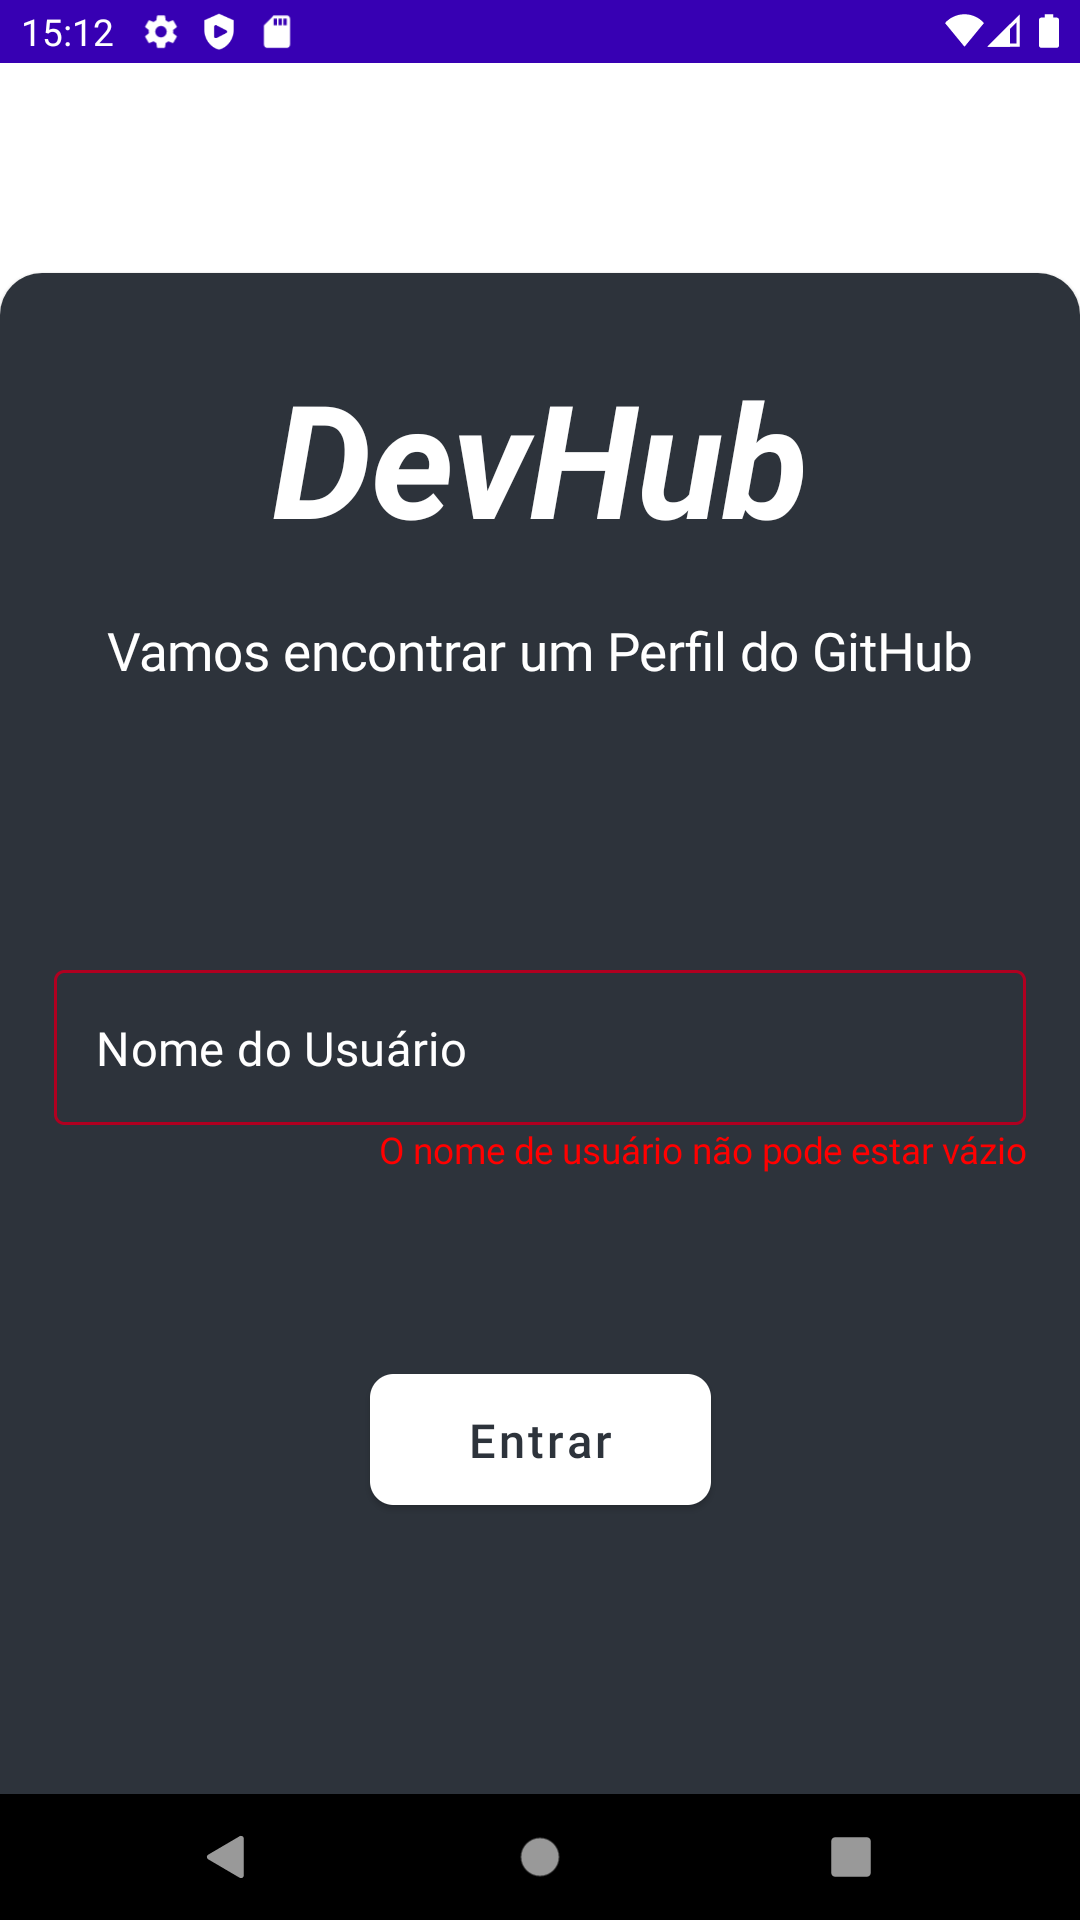 15:12
DevHub
Vamos encontrar um Perfil do GitHub
Nome do Usuário
O nome de usuário não pode estar vázio
Entrar